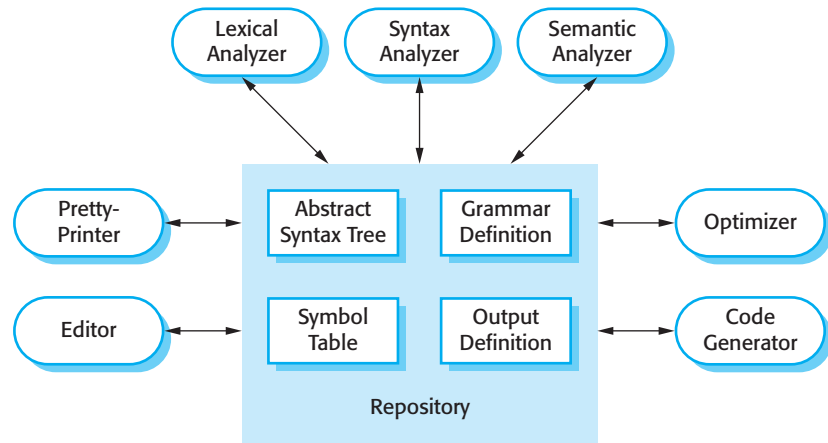 Lexical
Analyzer
Syntax
Analyzer
Semantic
Analyzer
Pretty-
Printer
Abstract
Syntax Tree
Grammar
Definition
Optimizer
Editor
Symbol
Table
Output
Definition
Code
Generator
Repository